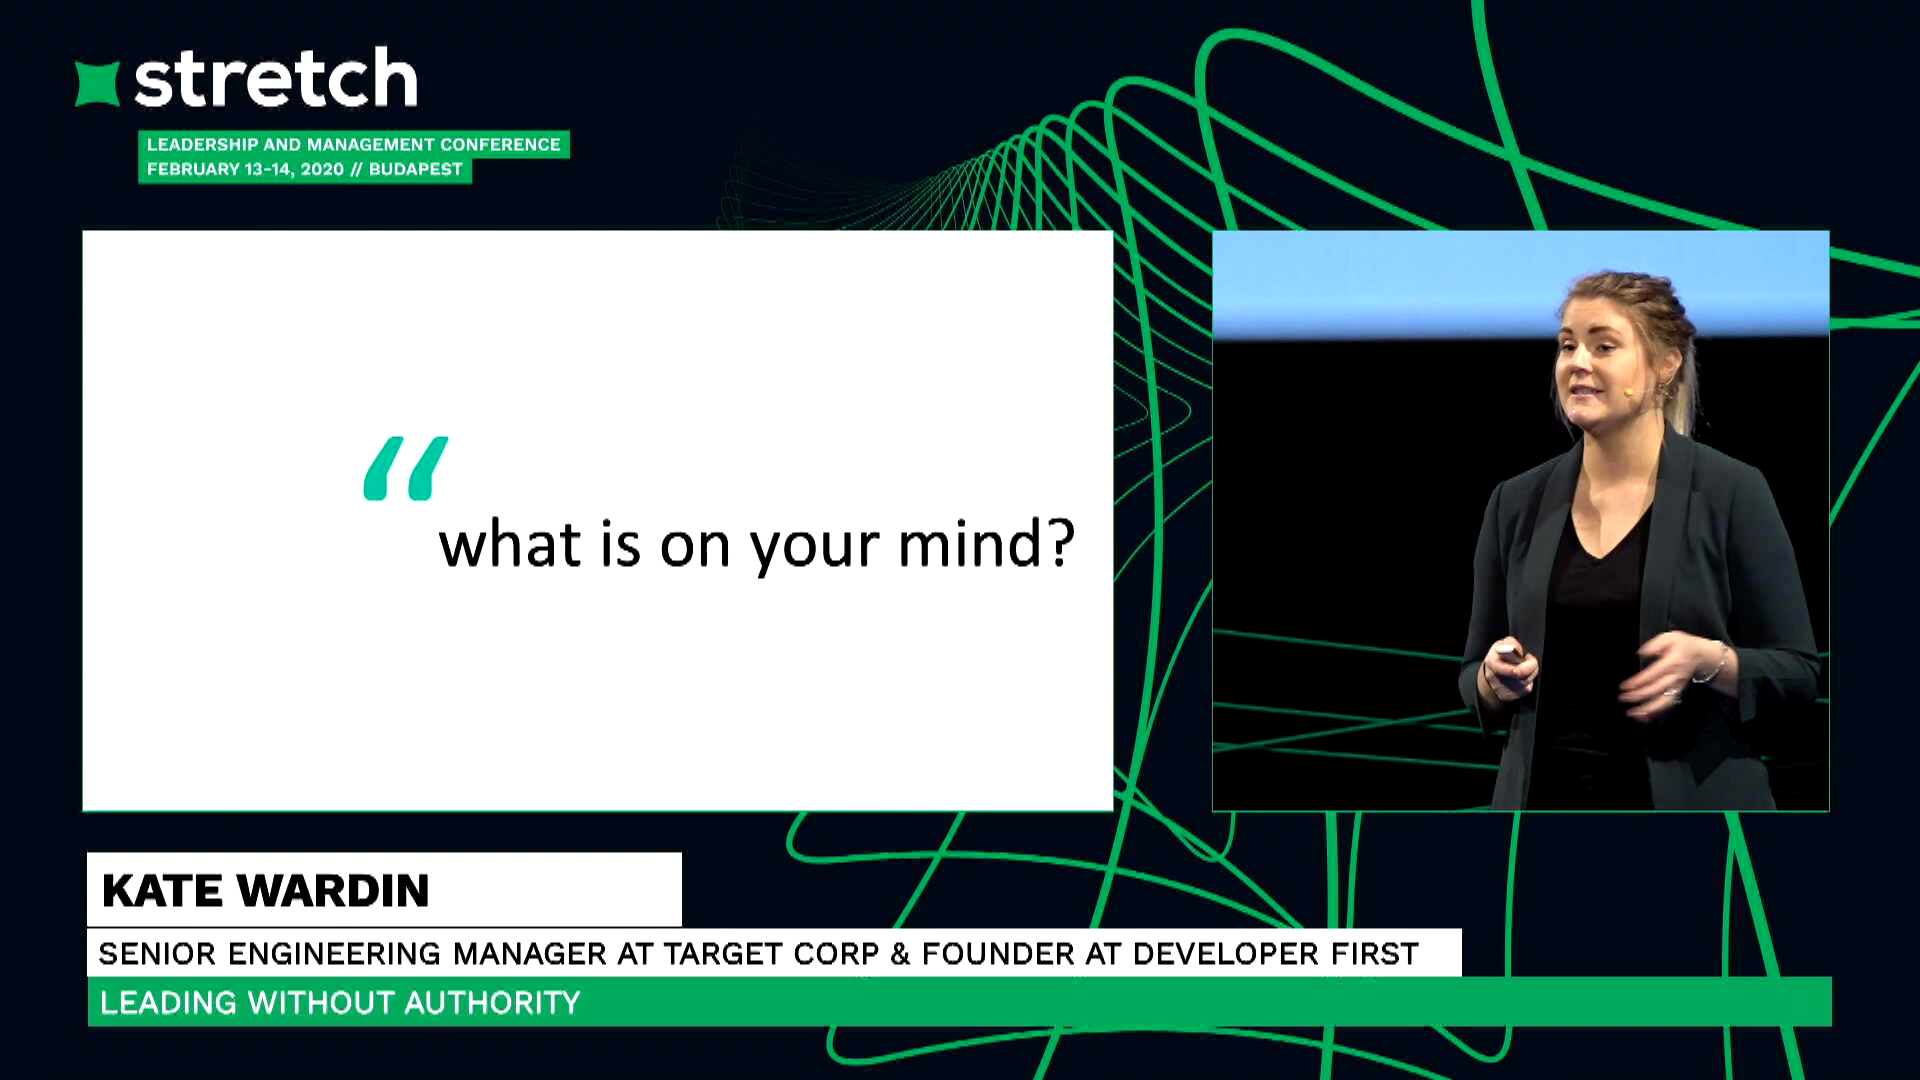 stretch
LEADERSHIP AND MANAGEMENT CONFERENCE
FEBRUARY 13-14, 2020 // BUDAPEST
“
what is on your mind?
KATE WARDIN
SENIOR ENGINEERING MANAGER AT TARGET CORP & FOUNDER AT DEVELOPER FIRST
LEADING WITHOUT AUTHORITY